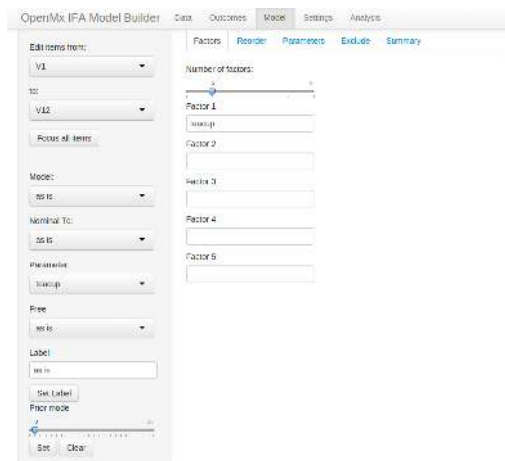 OpenMx IFA Model Builder Data Outcomes Model Settings Analysis
Edit items from:
V1
to:
V12
Focus all items
Model:
as is
Nominal Tc:
as is
Parameter:
teacup
Free
as is
Label
as is
Set Label
Prior mode
Set Clear
Factors Reorder Parameters Exclude Summary
Number of factors:
Factor 1
teacup
Factor 2
Factor 3
Factor 4
Factor 5